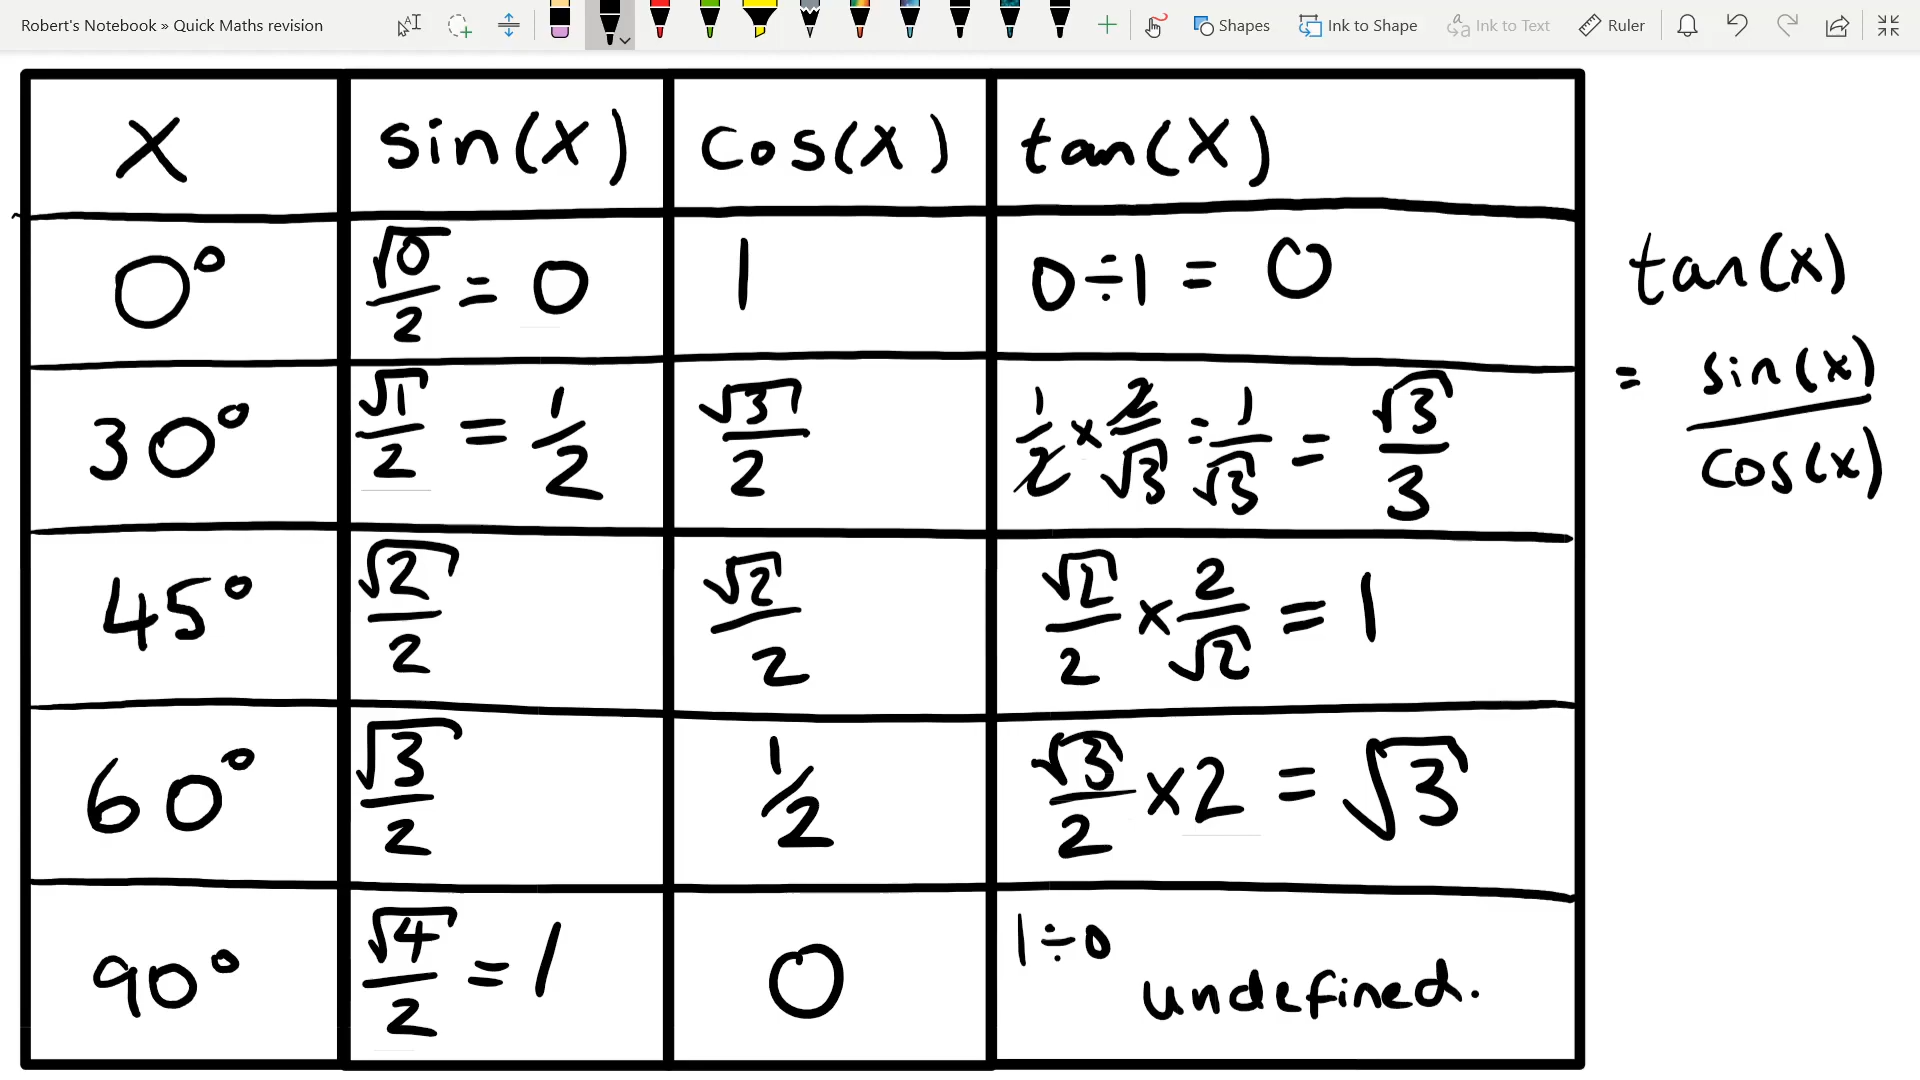 Robert's Notebook » Quick Maths revision
Shapes
Ink to Shape
Ink to Text
Ruler
X sin(X) cos(X) tan(X)
0° √0/2 = 0 1 0÷1 = 0
30° √1/2 = 1/2 √3/2 1/2 × 2/√3 = 1/√3 = √3/3
45° √2/2 √2/2 √2/2 × 2/√2 = 1
60° √3/2 1/2 √3/2 ×2 = √3
90° √4/2 = 1 0 1÷0
undefined.
tan(x)
= sin(x)/cos(x)